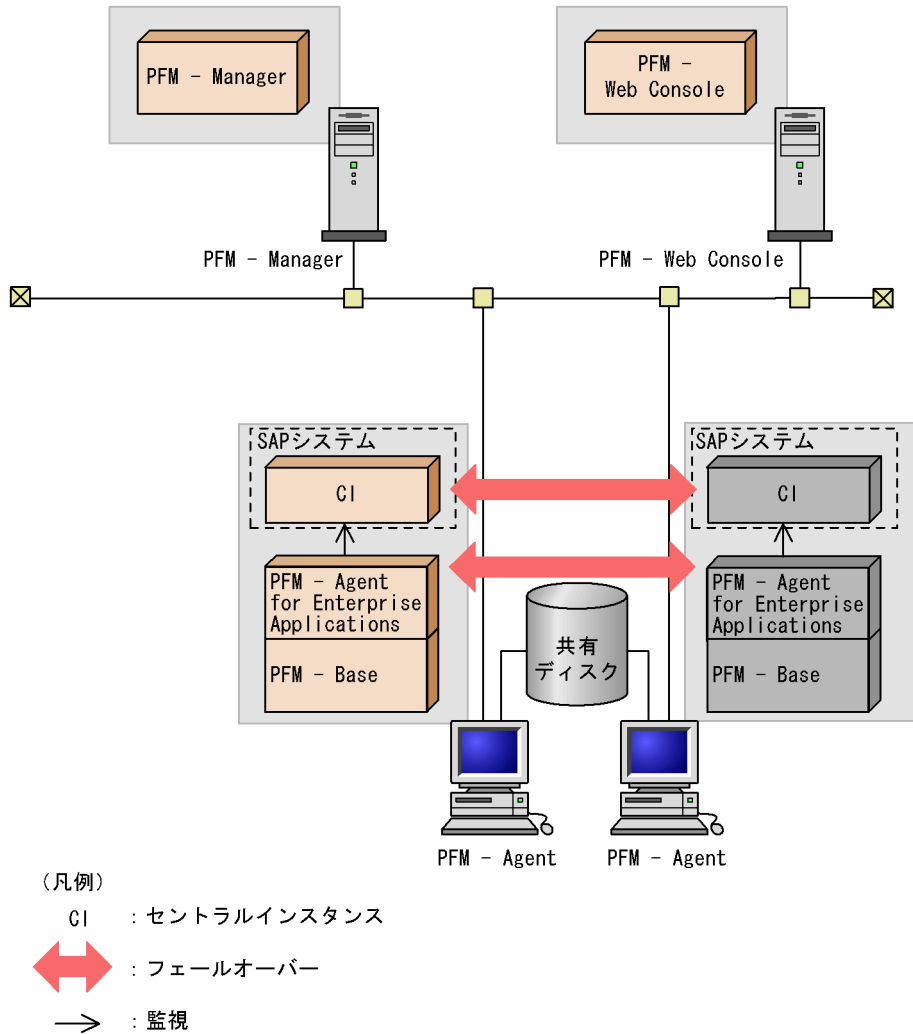 PFM - Manager
PFM -
Web Console
PFM - Manager
PFM - Web Console
SAPシステム
CI
PFM - Agent
for Enterprise
Applications
PFM - Base
SAPシステム
CI
PFM - Agent
for Enterprise
Applications
PFM - Base
共有
ディスク
PFM - Agent
PFM - Agent
(凡例)
CI : セントラルインスタンス
: フェールオーバー
: 監視